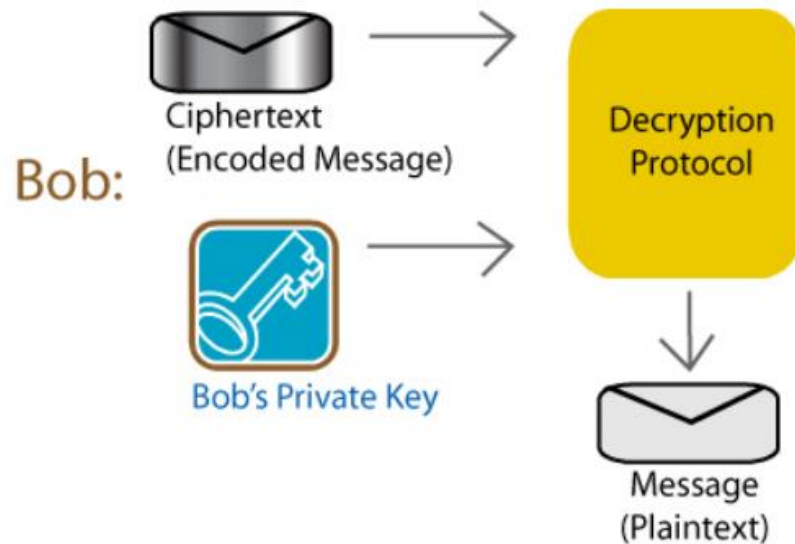 Ciphertext
(Encoded Message)
Bob:
Bob's Private Key
Decryption
Protocol
Message
(Plaintext)